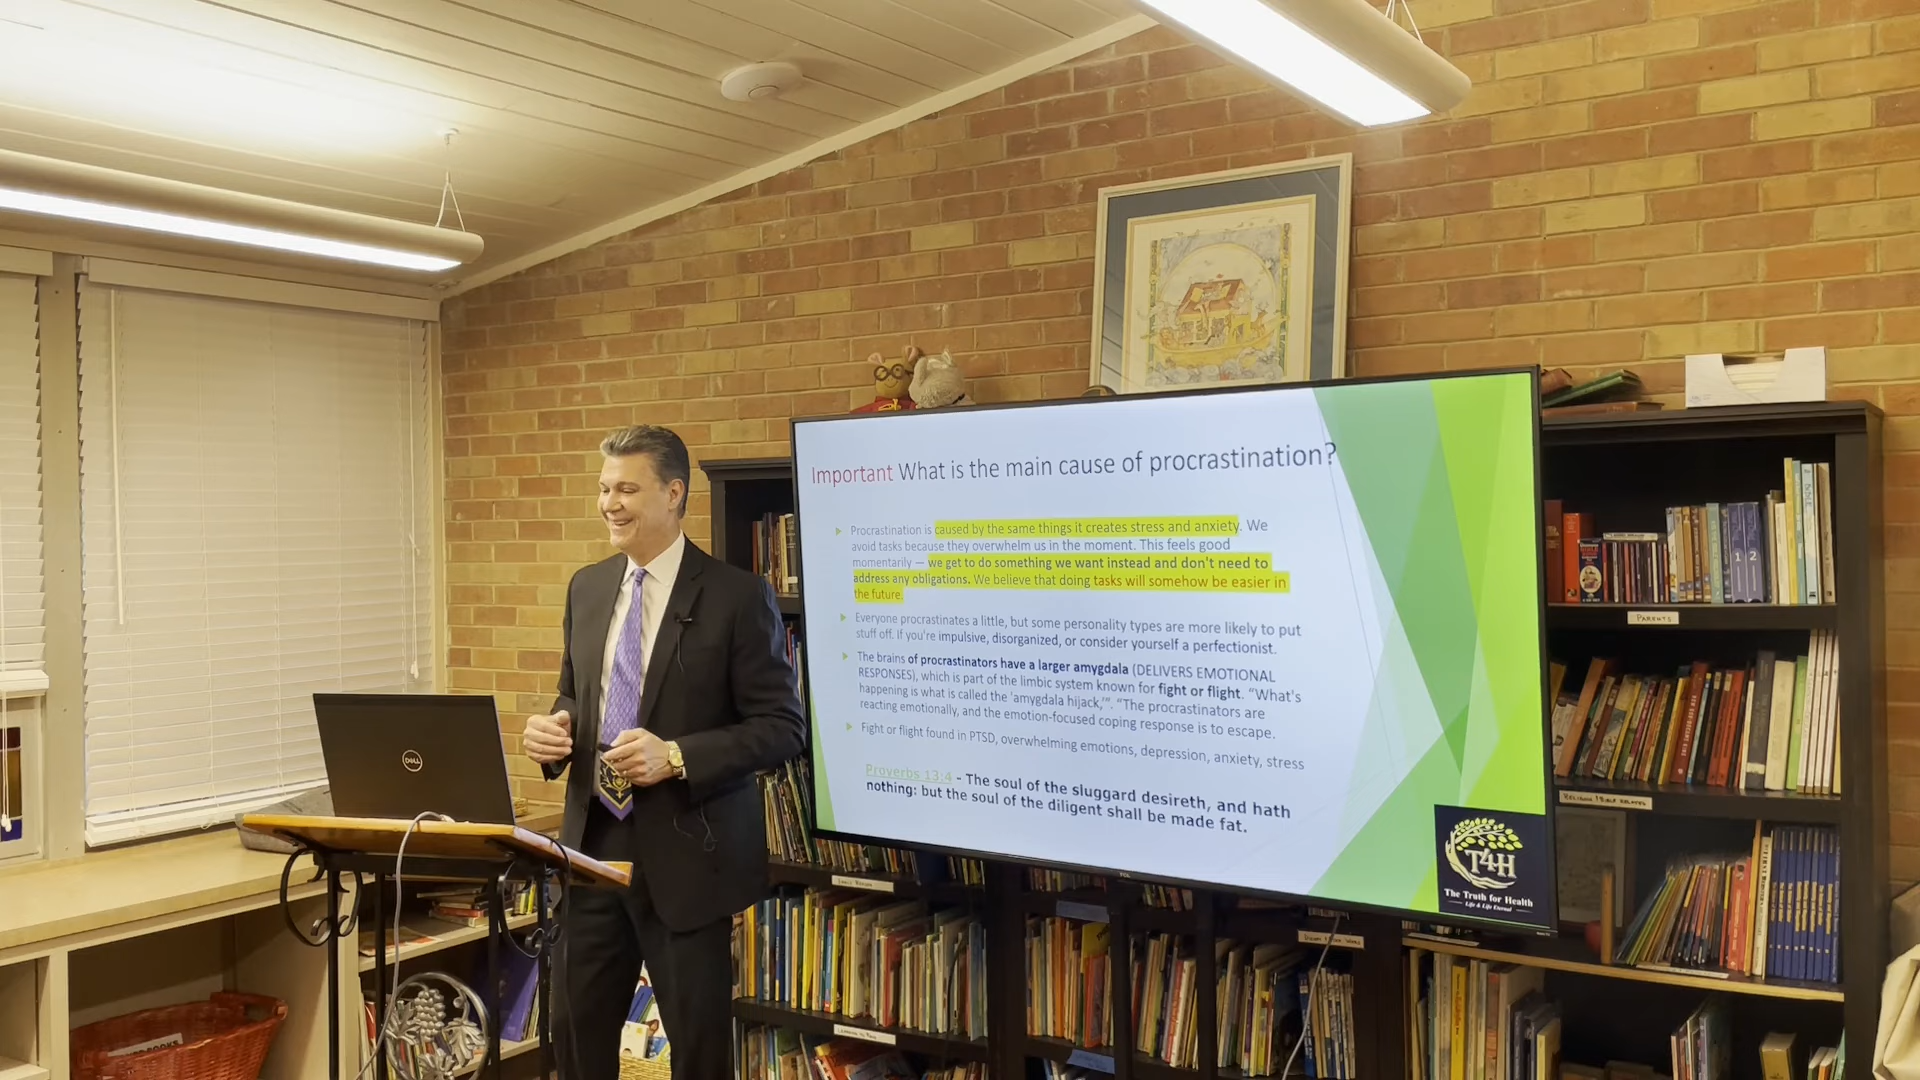 Important What is the main cause of procrastination?
Procrastination is caused by the same things it creates stress and anxiety. We
avoid tasks because they overwhelm us in the moment. This feels good
momentarily — we get to do something we want instead and don't need to
address any obligations. We believe that doing tasks will somehow be easier in
the future.
Everyone procrastinates a little, but some personality types are more likely to put
stuff off. If you're impulsive, disorganized, or consider yourself a perfectionist.
The brains of procrastinators have a larger amygdala (DELIVERS EMOTIONAL
RESPONSES), which is part of the limbic system known for fight or flight. "What's
happening is what is called the 'amygdala hijack,'". "The procrastinators are
reacting emotionally, and the emotion-focused coping response is to escape.
Fight or flight found in PTSD, overwhelming emotions, depression, anxiety, stress
Proverbs 13:4 - The soul of the sluggard desireth, and hath
nothing: but the soul of the diligent shall be made fat.
T4H
The Truth for Health
Life & Life Eternal
TCL
DELL
PARENTS
1 2
BOOKS